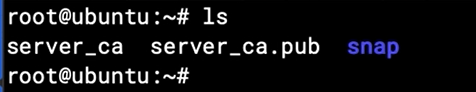 root@ubuntu:~# ls
server_ca  server_ca.pub  snap
root@ubuntu:~#